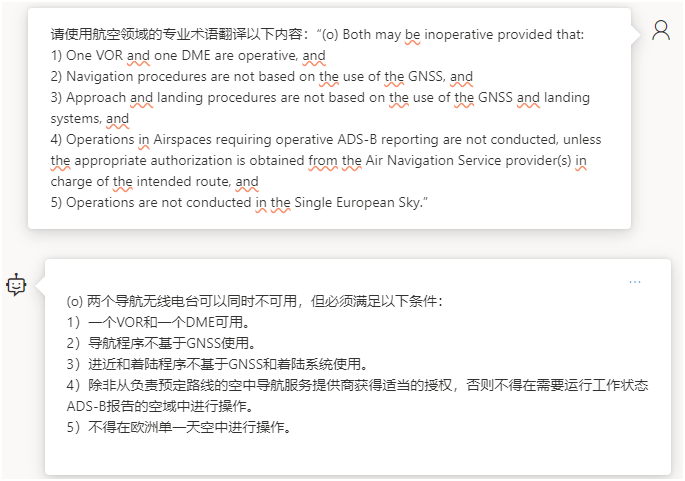 请使用航空领域的专业术语翻译以下内容：“(o) Both may be inoperative provided that:
1) One VOR and one DME are operative, and
2) Navigation procedures are not based on the use of the GNSS, and
3) Approach and landing procedures are not based on the use of the GNSS and landing
systems, and
4) Operations in Airspaces requiring operative ADS-B reporting are not conducted, unless
the appropriate authorization is obtained from the Air Navigation Service provider(s) in
charge of the intended route, and
5) Operations are not conducted in the Single European Sky.”
(o) 两个导航无线电台可以同时不可用，但必须满足以下条件：
1）一个VOR和一个DME可用。
2）导航程序不基于GNSS使用。
3）进近和着陆程序不基于GNSS和着陆系统使用。
4）除非从负责预定路线的空中导航服务提供商获得适当的授权，否则不得在需要运行工作状态
ADS-B报告的空域中进行操作。
5）不得在欧洲单一天空中进行操作。